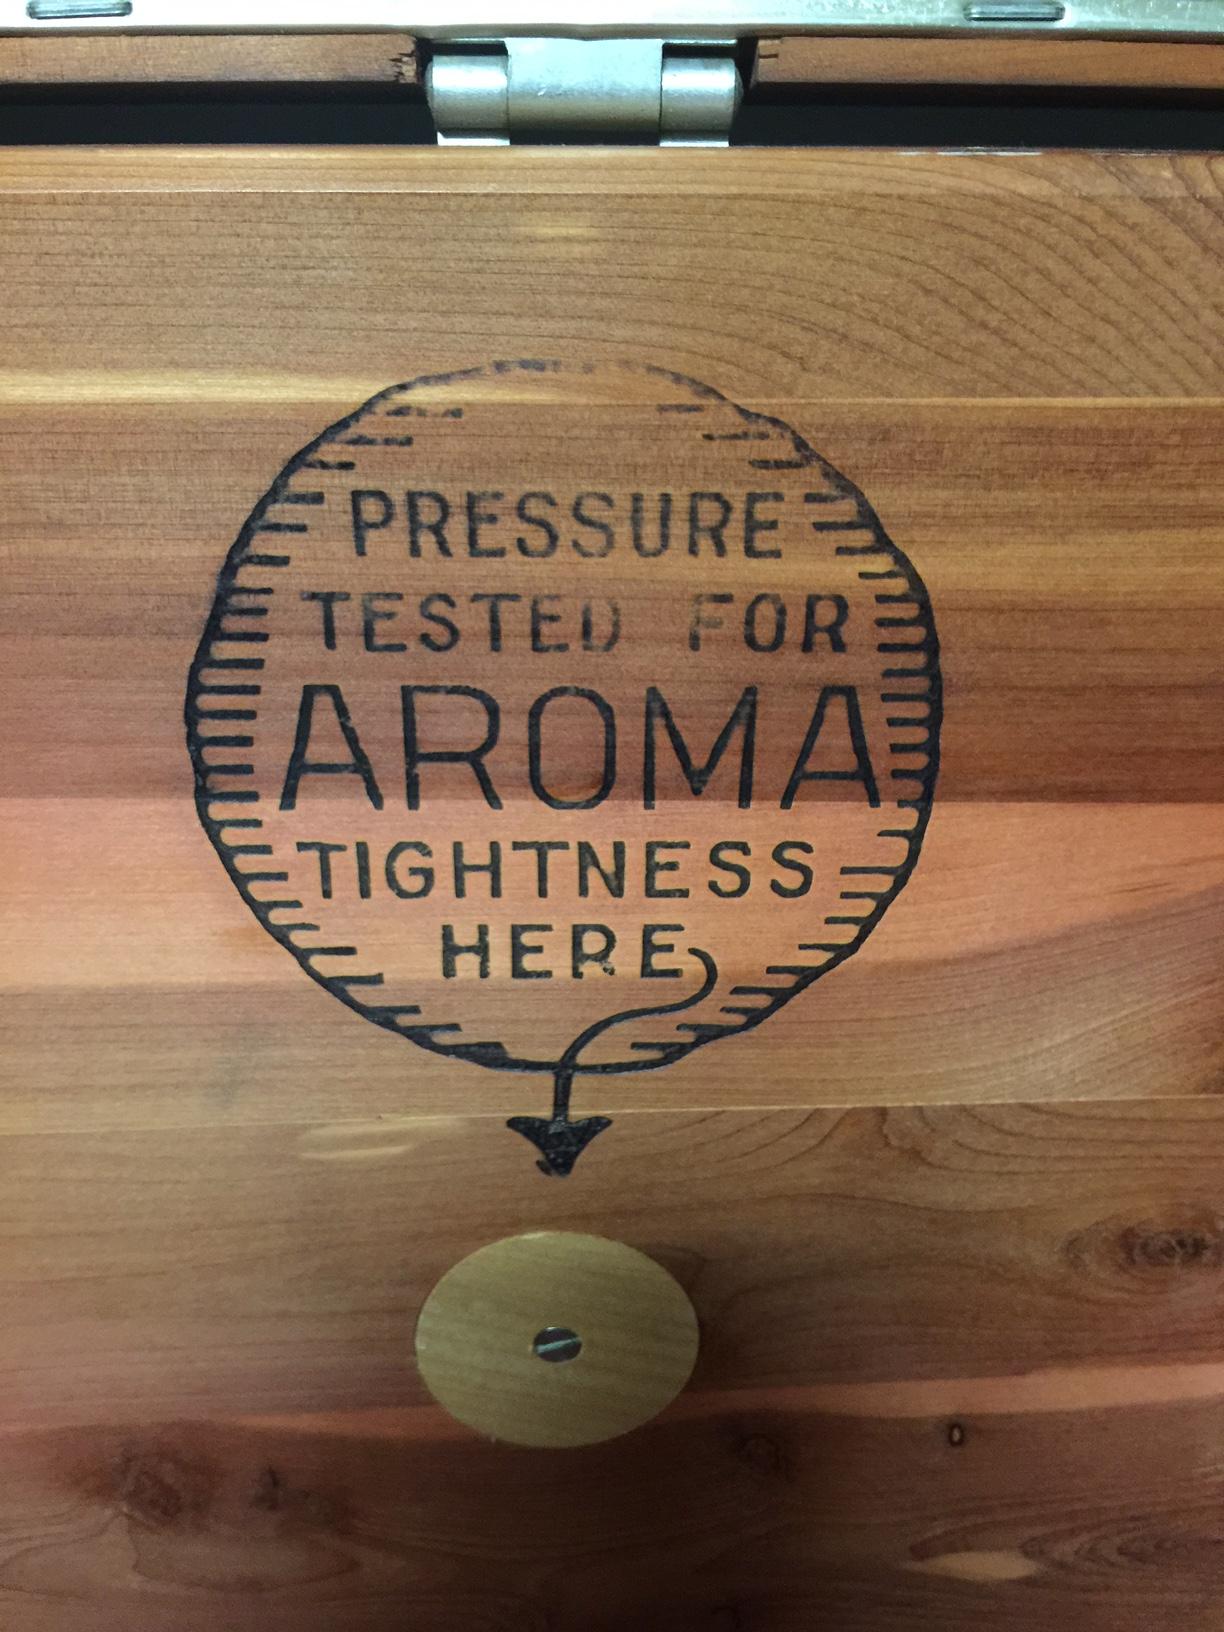 PRESSURE
TESTED FOR
AROMA
TIGHTNESS
HERE